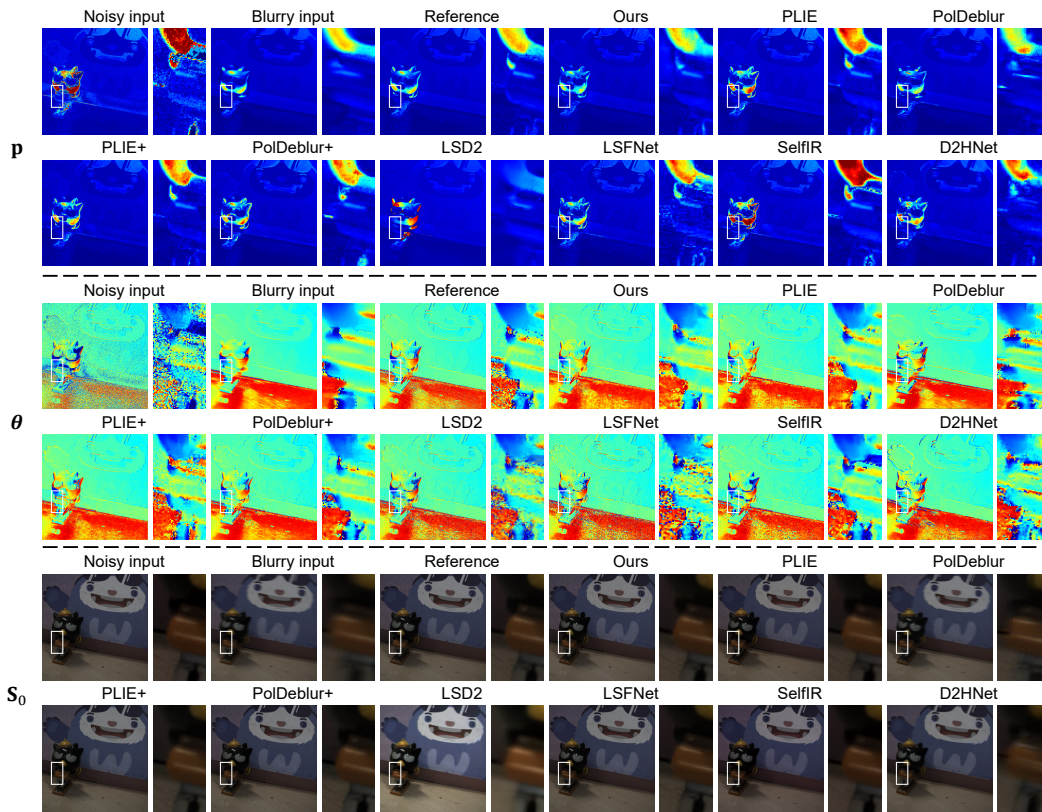 Noisy input Blurry input Reference Ours PLIE PolDeblur
p
PLIE+ PolDeblur+ LSD2 LSFNet SelfIR D2HNet
Noisy input Blurry input Reference Ours PLIE PolDeblur
θ
PLIE+ PolDeblur+ LSD2 LSFNet SelfIR D2HNet
Noisy input Blurry input Reference Ours PLIE PolDeblur
S₀
PLIE+ PolDeblur+ LSD2 LSFNet SelfIR D2HNet